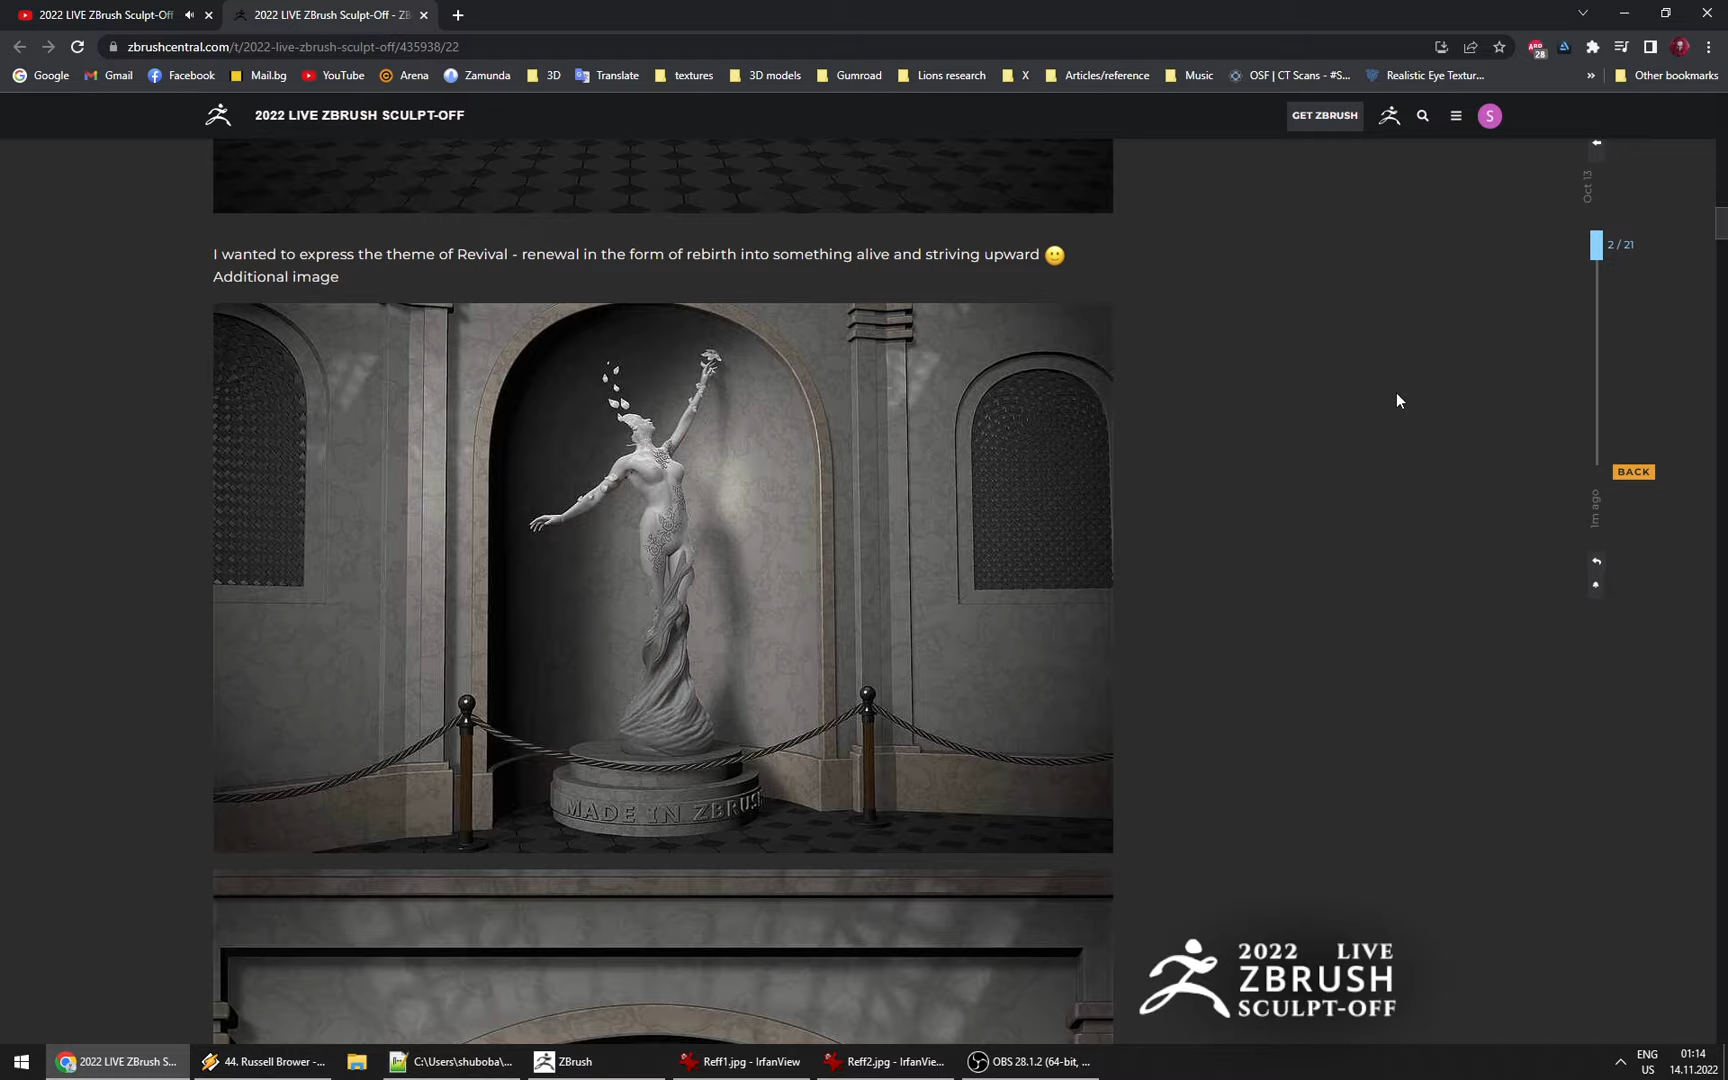 2022 LIVE ZBrush Sculpt-Off
2022 LIVE ZBrush Sculpt-Off - ZB
zbrushcentral.com/t/2022-live-zbrush-sculpt-off/435938/22
28
Google Gmail Facebook Mail.bg YouTube Arena Zamunda 3D Translate textures 3D models Gumroad Lions research X Articles/reference Music OSF | CT Scans - #S... Realistic Eye Textur... » Other bookmarks
2022 LIVE ZBRUSH SCULPT-OFF
GET ZBRUSH
S
Oct 13
2 / 21
I wanted to express the theme of Revival - renewal in the form of rebirth into something alive and striving upward
Additional image
BACK
1m ago
MADE IN ZBRUSH
2022 LIVE
ZBRUSH
SCULPT-OFF
2022 LIVE ZBrush S...
44. Russell Brower -...
C:\Users\shuboba\...
ZBrush
Reff1.jpg - IrfanView
Reff2.jpg - IrfanVie...
OBS 28.1.2 (64-bit, ...
ENG
US
01:14
14.11.2022